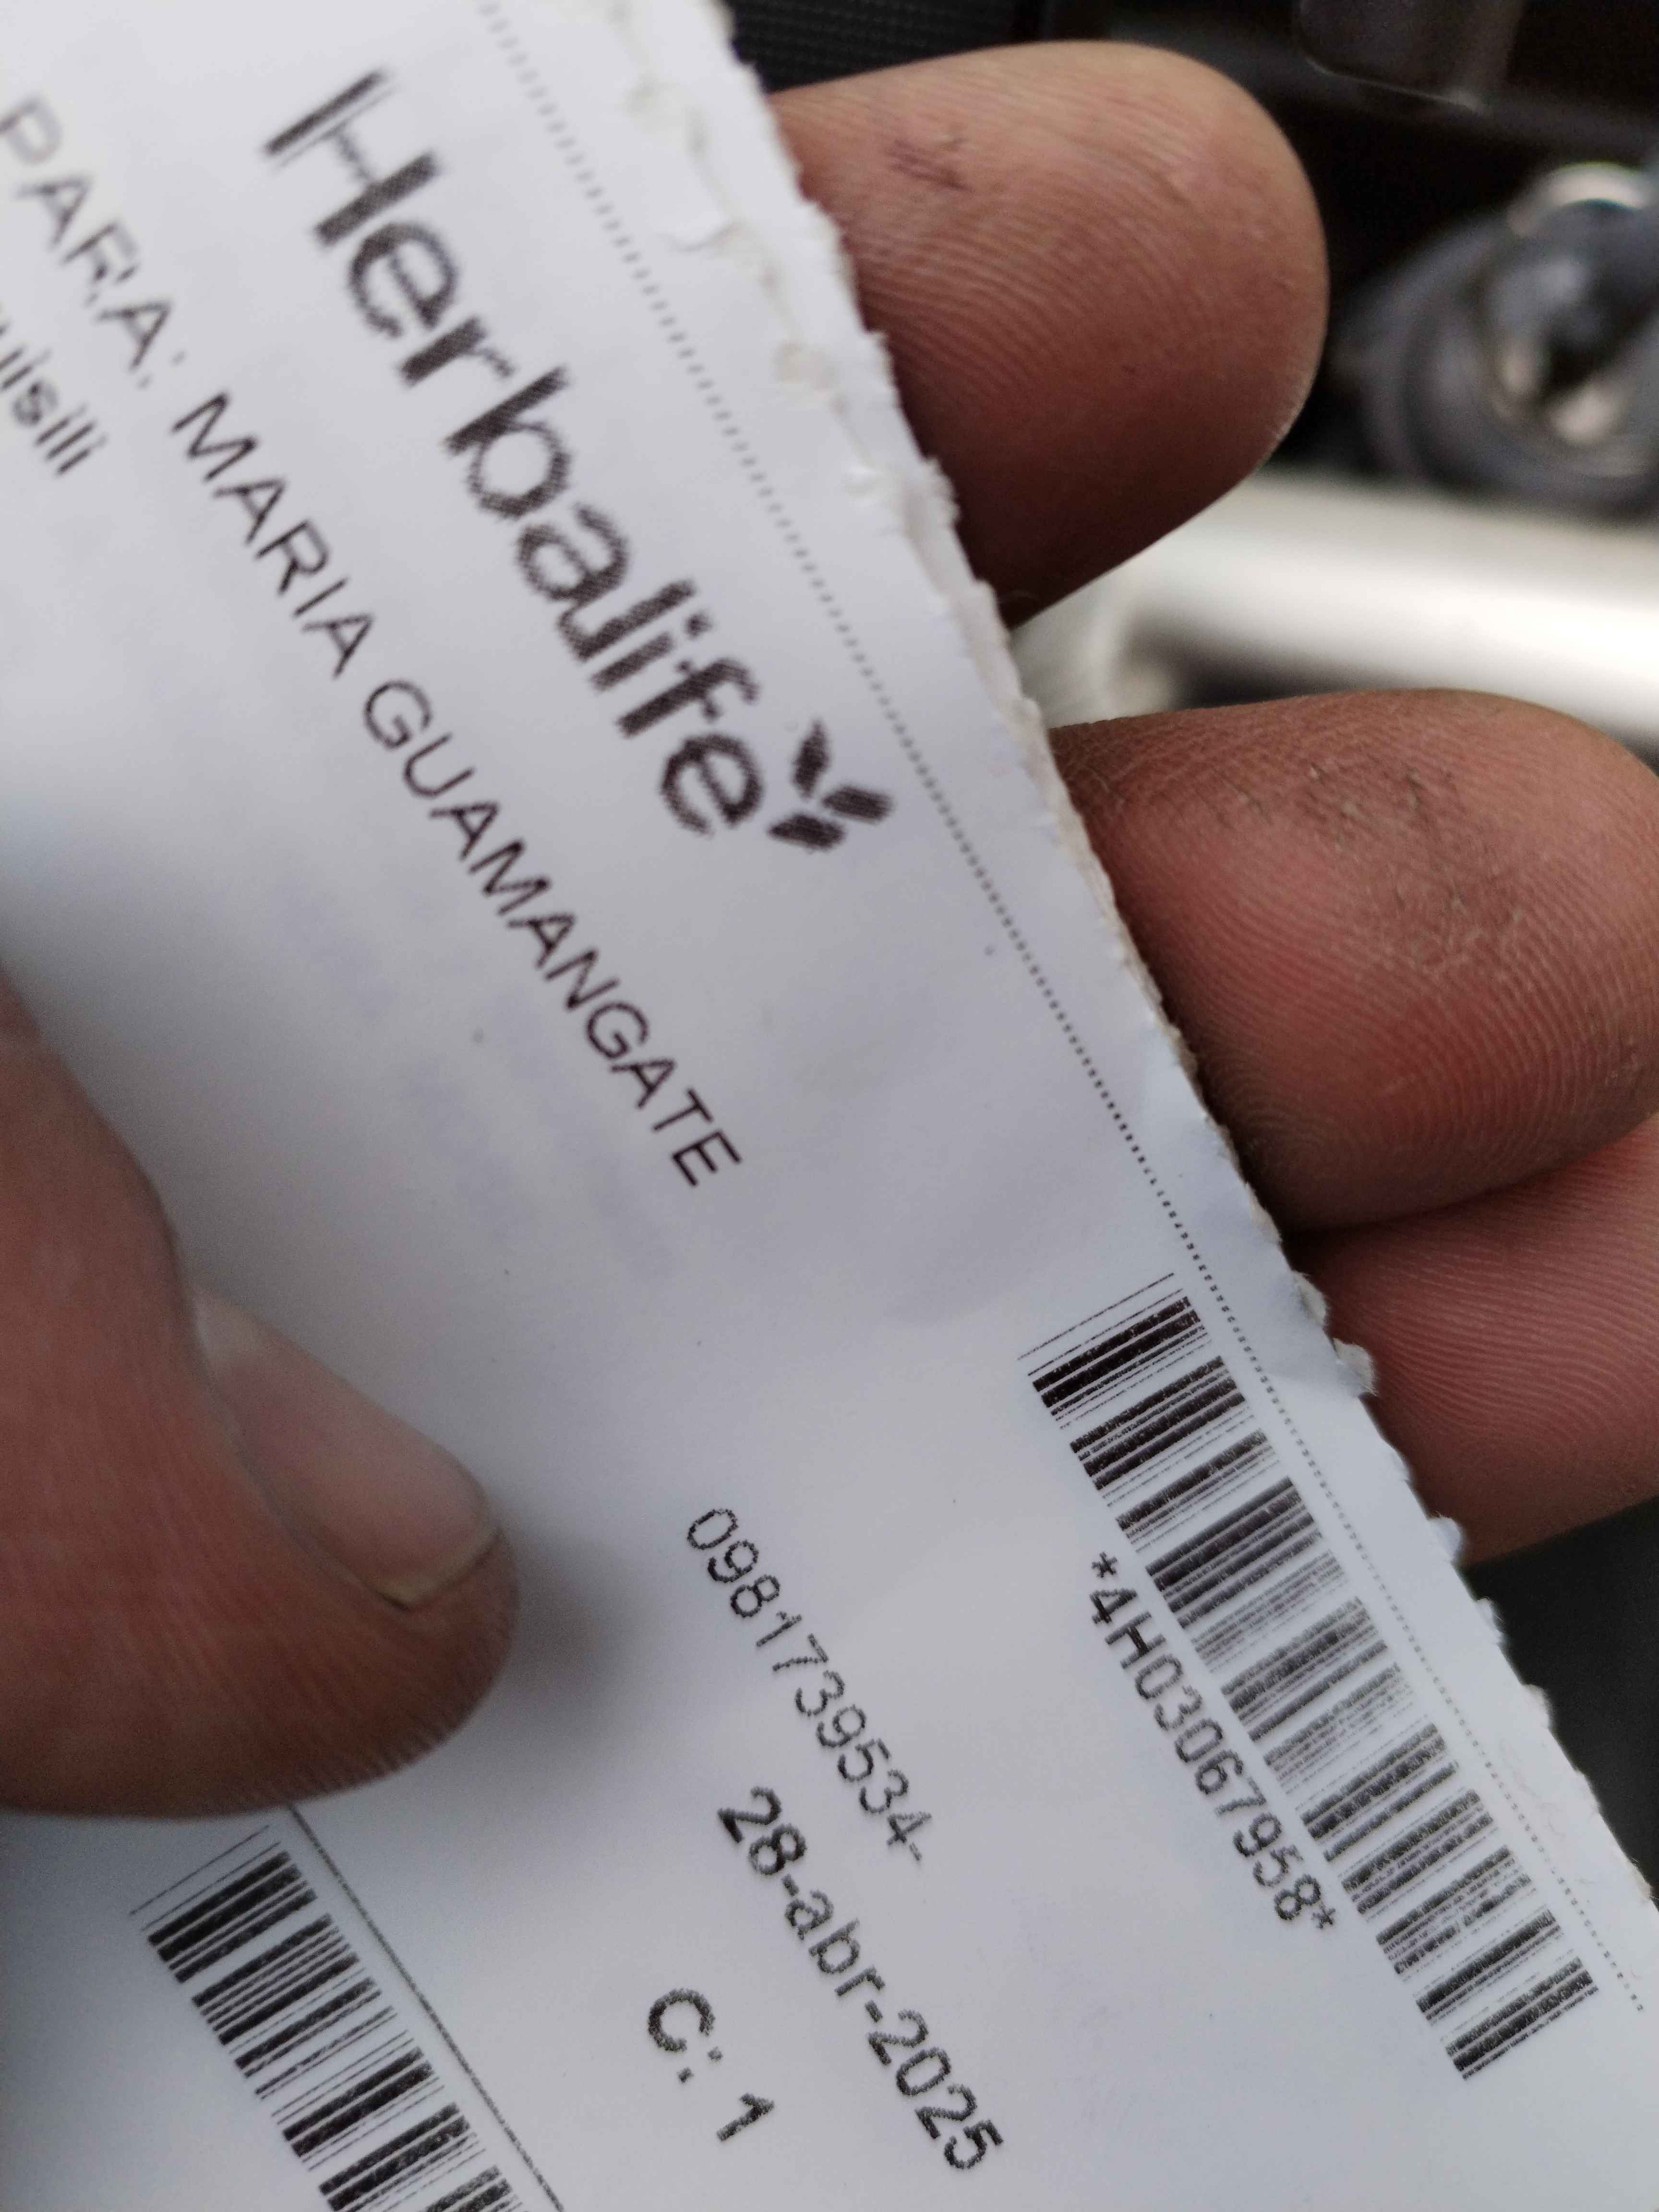 Herbalife
*4H03067958*
PARA: MARIA GUAMANGATE
0981739534-
28-abr-2025
C: 1